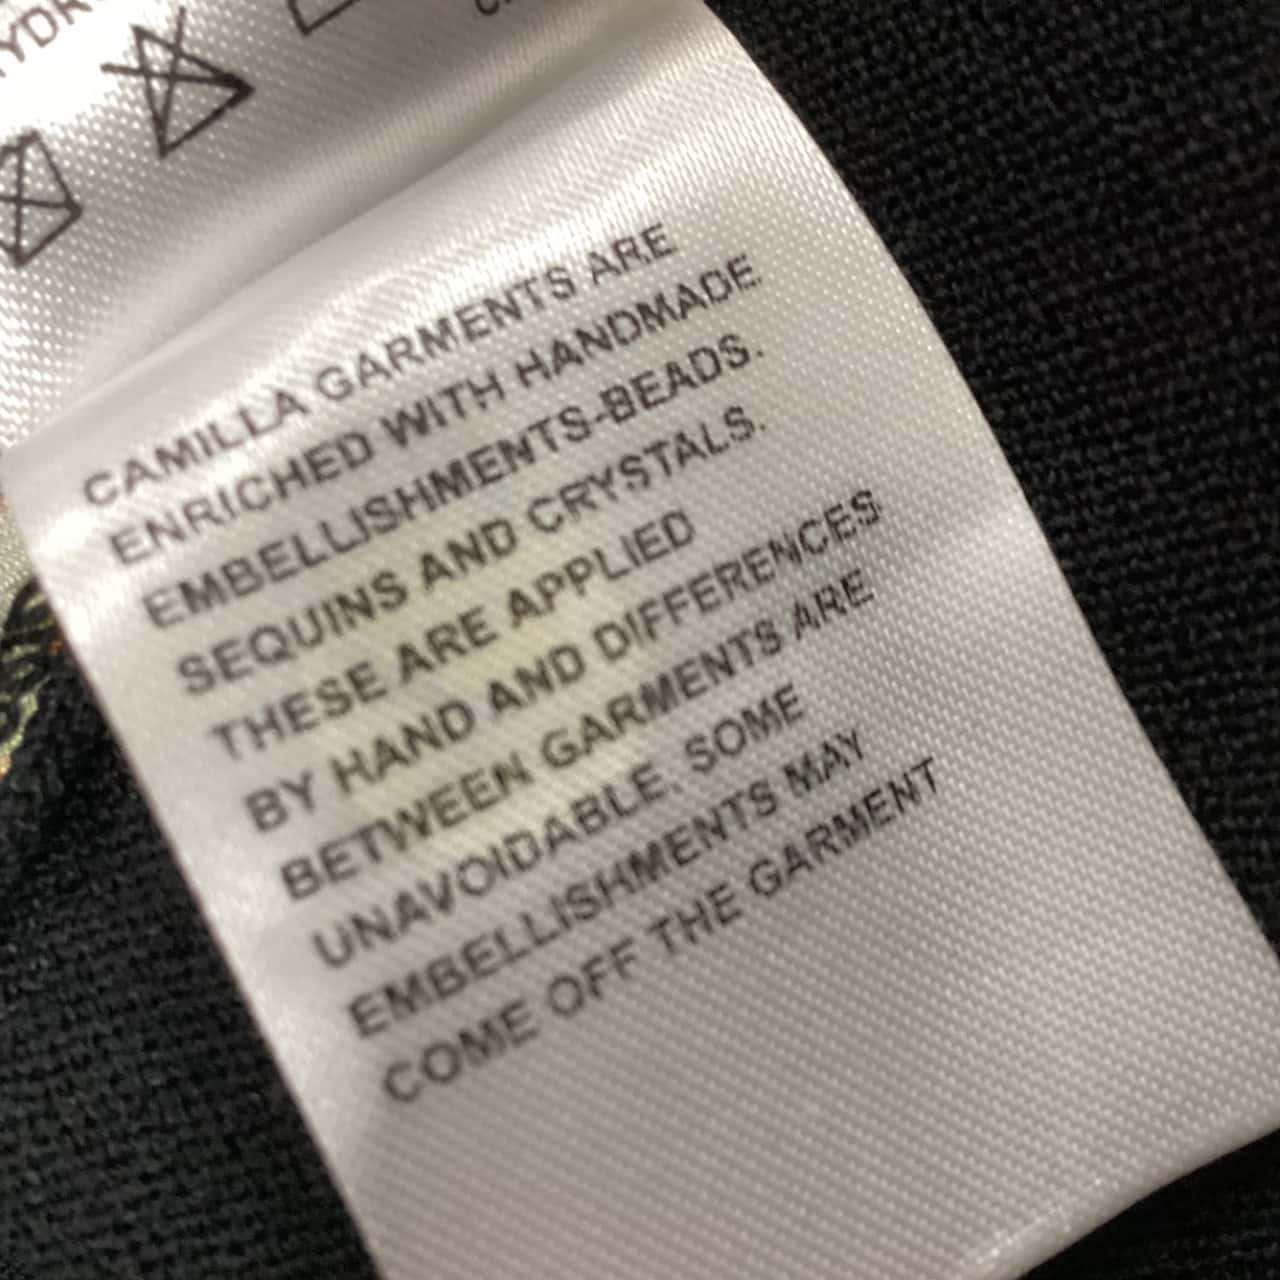 CAMILLA GARMENTS ARE
ENRICHED WITH HANDMADE
EMBELLISHMENTS-BEADS.
SEQUINS AND CRYSTALS.
THESE ARE APPLIED
BY HAND AND DIFFERENCES
BETWEEN GARMENTS ARE
UNAVOIDABLE. SOME
EMBELLISHMENTS MAY
COME OFF THE GARMENT